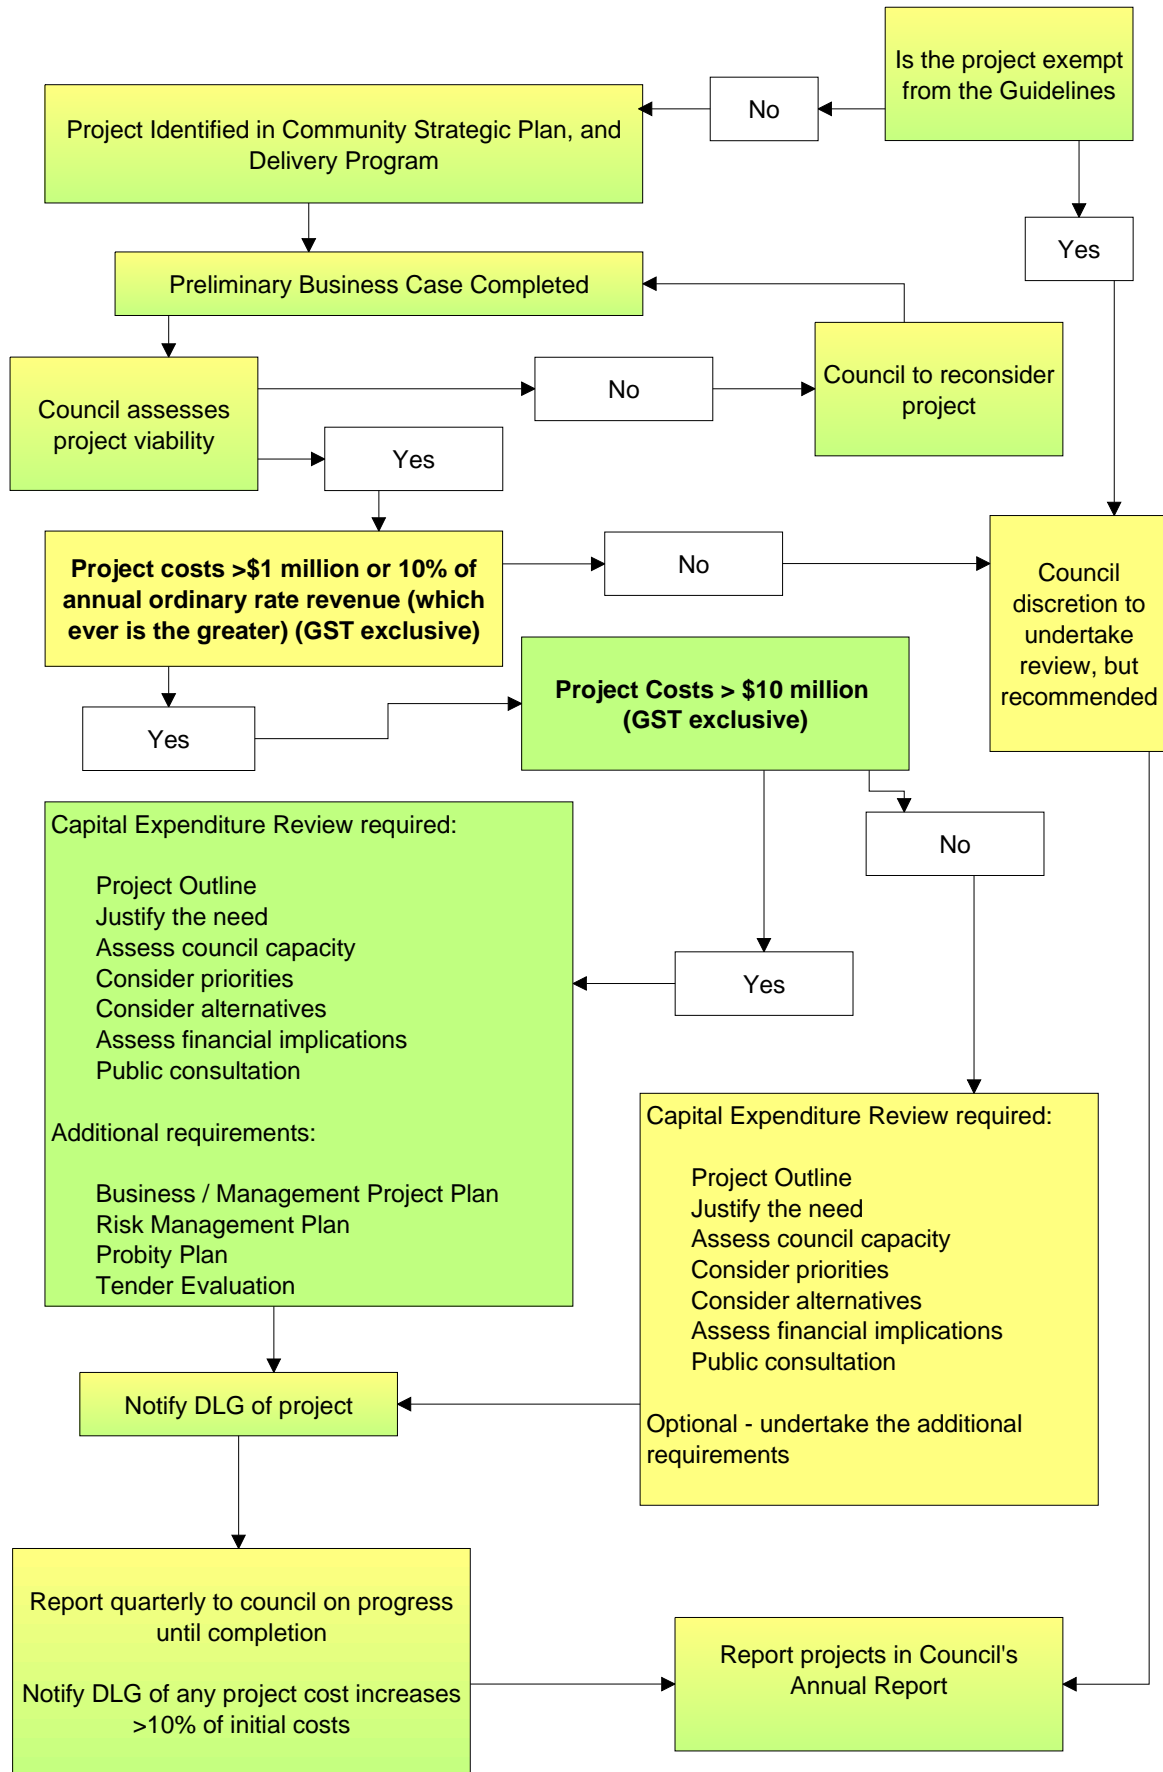 Is the project exempt
from the Guidelines
No
Project Identified in Community Strategic Plan, and
Delivery Program
Yes
Preliminary Business Case Completed
Council assesses
project viability
No
Council to reconsider
project
Yes
Project costs >$1 million or 10% of
annual ordinary rate revenue (which
ever is the greater) (GST exclusive)
No
Council
discretion to
undertake
review, but
recommended
Yes
Project Costs > $10 million
(GST exclusive)
No
Yes
Capital Expenditure Review required:
Project Outline
Justify the need
Assess council capacity
Consider priorities
Consider alternatives
Assess financial implications
Public consultation
Additional requirements:
Business / Management Project Plan
Risk Management Plan
Probity Plan
Tender Evaluation
Capital Expenditure Review required:
Project Outline
Justify the need
Assess council capacity
Consider priorities
Consider alternatives
Assess financial implications
Public consultation
Optional - undertake the additional
requirements
Notify DLG of project
Report quarterly to council on progress
until completion
Notify DLG of any project cost increases
>10% of initial costs
Report projects in Council's
Annual Report